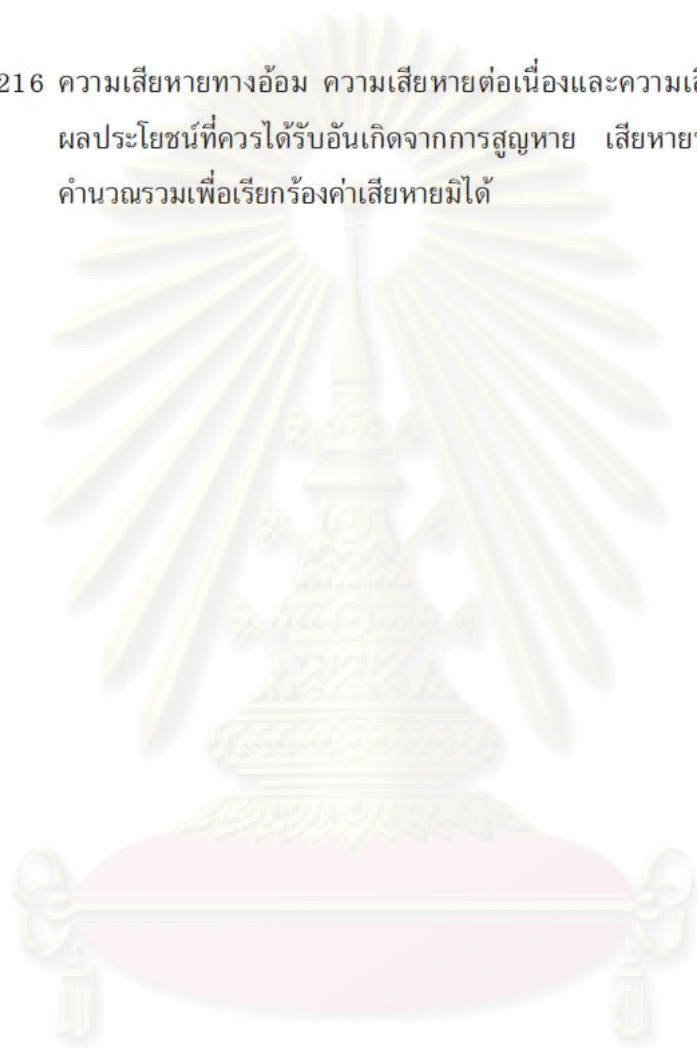 216 ความเสียหายทางอ้อม ความเสียหายต่อเนื่องและความ
ผลประโยชน์ที่ควรได้รับอันเกิดจากการสูญหาย เสียหาย
คำนวณรวมเพื่อเรียกร้องค่าเสียหายมิได้